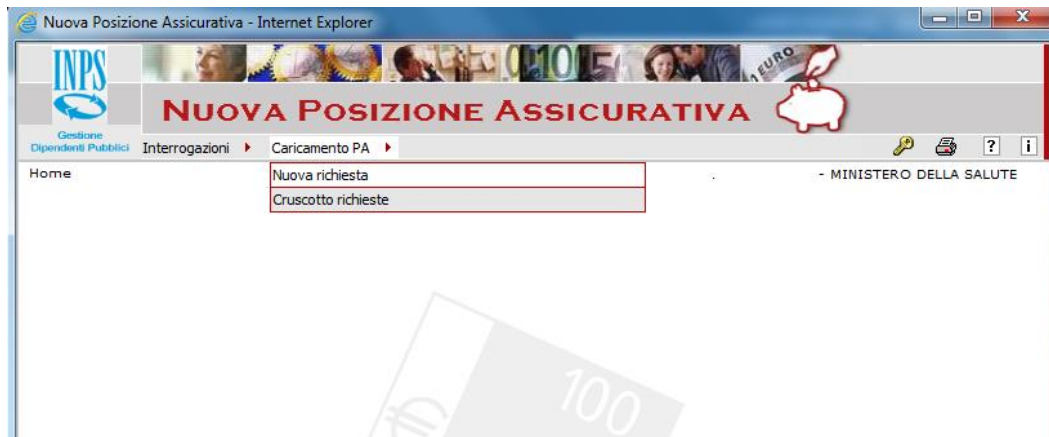 Nuova Posizione Assicurativa - Internet Explorer
INPS
Gestione
Dipendenti Pubblici
EURO
NUOVA POSIZIONE ASSICURATIVA
Interrogazioni Caricamento PA ? i
Home Nuova richiesta . - MINISTERO DELLA SALUTE
Cruscotto richieste
100
€